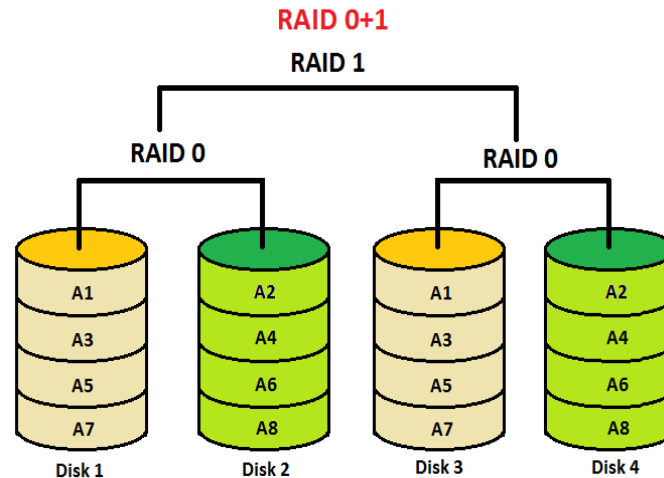 RAID 0+1
RAID 1
RAID 0
RAID 0
A1 A2 A1 A2
A3 A4 A3 A4
A5 A6 A5 A6
A7 A8 A7 A8
Disk 1 Disk 2 Disk 3 Disk 4